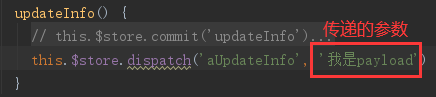 updateInfo() {
传递的参数
// this.$store.commit('updateInfo')...
this.$store.dispatch('aUpdateInfo', '我是payload')
}